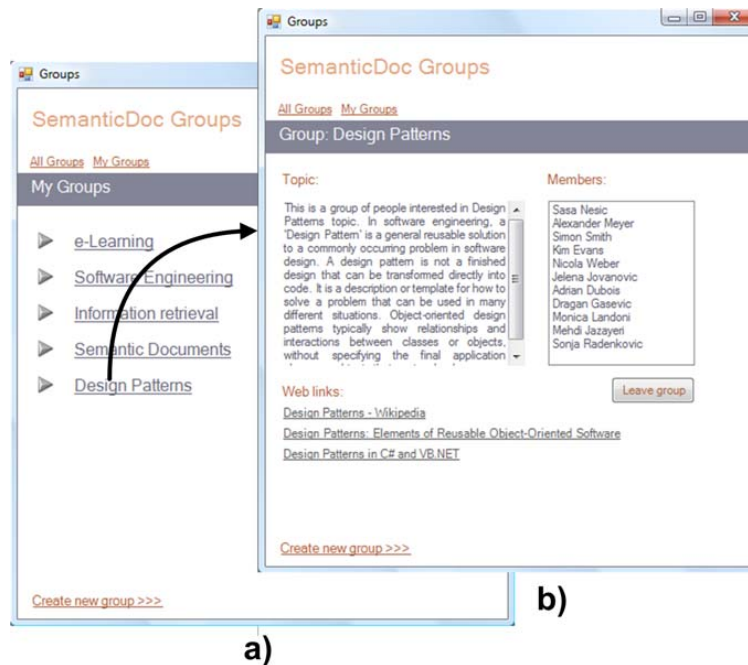 Groups
SemanticDoc Groups
All Groups My Groups
My Groups
e-Learning
Software Engineering
Information retrieval
Semantic Documents
Design Patterns
Create new group >>>
a)
Groups
SemanticDoc Groups
All Groups My Groups
Group: Design Patterns
Topic:
This is a group of people interested in Design
Patterns topic. In software engineering, a
'Design Pattern' is a general reusable solution
to a commonly occurring problem in software
design. A design pattern is not a finished
design that can be transformed directly into
code. It is a description or template for how to
solve a problem that can be used in many
different situations. Object-oriented design
patterns typically show relationships and
interactions between classes or objects,
without specifying the final application
Members:
Sasa Nesic
Alexander Meyer
Simon Smith
Kim Evans
Nicola Weber
Jelena Jovanovic
Adrian Dubois
Dragan Gasevic
Monica Landoni
Mehdi Jazayeri
Sonja Radenkovic
Leave group
Web links:
Design Patterns - Wikipedia
Design Patterns: Elements of Reusable Object-Oriented Software
Design Patterns in C# and VB.NET
Create new group >>>
b)